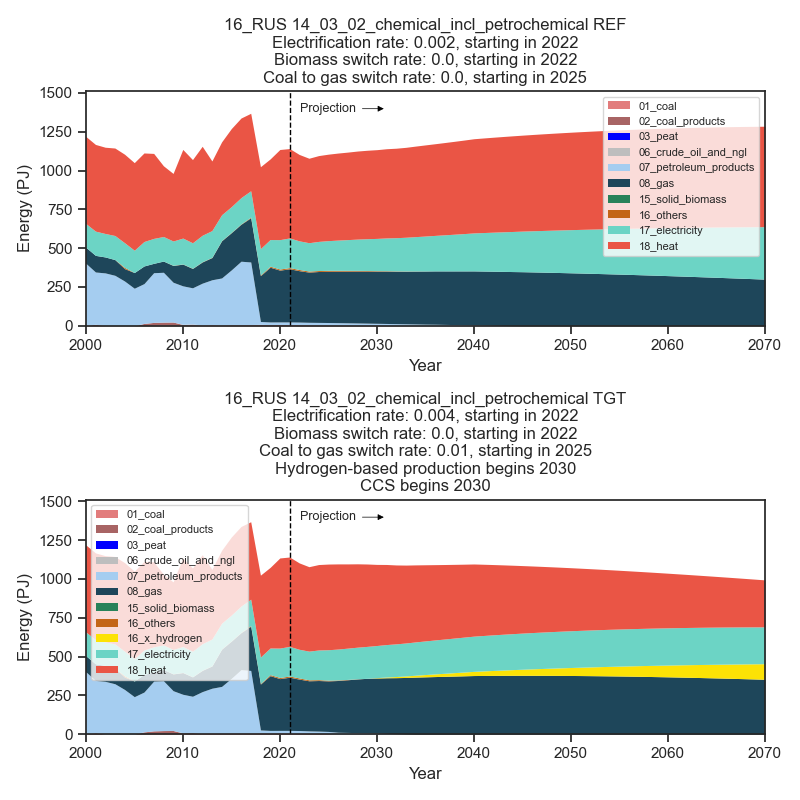 16_RUS 14_03_02_chemical_incl_petrochemical REF
Electrification rate: 0.002, starting in 2022
Biomass switch rate: 0.0, starting in 2022
Coal to gas switch rate: 0.0, starting in 2025
1500
1250
1000
750
500
250
0
Energy (PJ)
Projection
01_coal
02_coal_products
03_peat
06_crude_oil_and_ngl
07_petroleum_products
08_gas
15_solid_biomass
16_others
17_electricity
18_heat
2000 2010 2020 2030 2040 2050 2060 2070
Year
16_RUS 14_03_02_chemical_incl_petrochemical TGT
Electrification rate: 0.004, starting in 2022
Biomass switch rate: 0.0, starting in 2022
Coal to gas switch rate: 0.01, starting in 2025
Hydrogen-based production begins 2030
CCS begins 2030
1500
1250
1000
750
500
250
0
Energy (PJ)
01_coal
02_coal_products
03_peat
06_crude_oil_and_ngl
07_petroleum_products
08_gas
15_solid_biomass
16_others
16_x_hydrogen
17_electricity
18_heat
Projection
2000 2010 2020 2030 2040 2050 2060 2070
Year